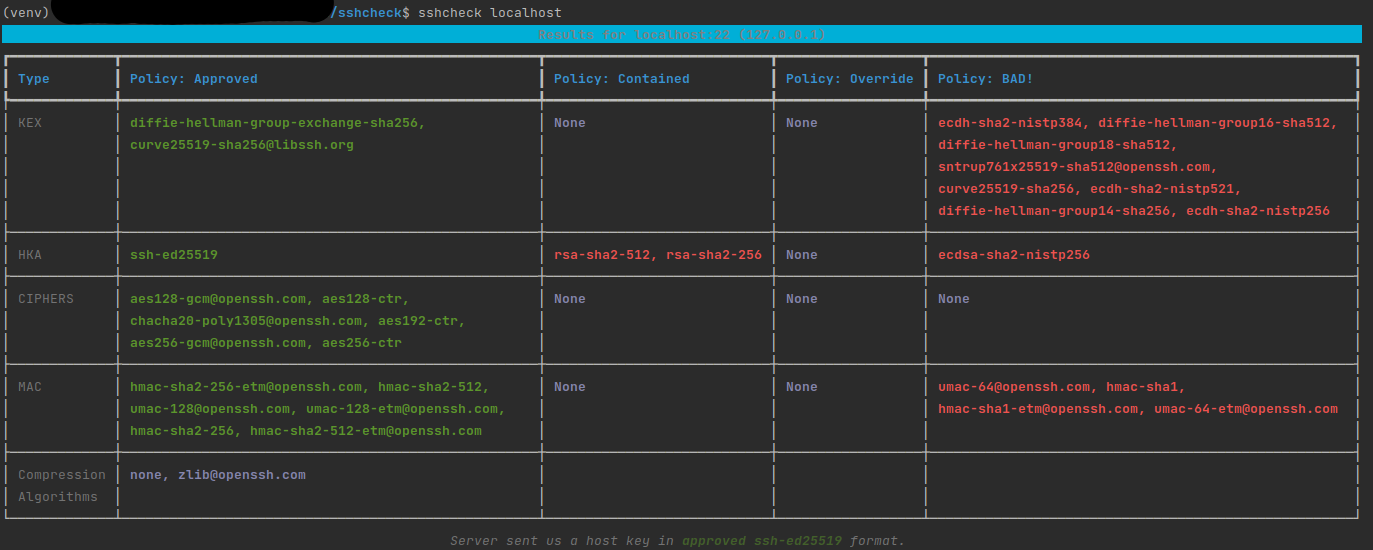 (venv) /sshcheck$ sshcheck localhost
Results for localhost:22 (127.0.0.1)
Type Policy: Approved Policy: Contained Policy: Override Policy: BAD!
KEX diffie-hellman-group-exchange-sha256, None None ecdh-sha2-nistp384, diffie-hellman-group16-sha512,
curve25519-sha256@libssh.org diffie-hellman-group18-sha512,
sntrup761x25519-sha512@openssh.com,
curve25519-sha256, ecdh-sha2-nistp521,
diffie-hellman-group14-sha256, ecdh-sha2-nistp256
HKA ssh-ed25519 rsa-sha2-512, rsa-sha2-256 None ecdsa-sha2-nistp256
CIPHERS aes128-gcm@openssh.com, aes128-ctr, None None None
chacha20-poly1305@openssh.com, aes192-ctr,
aes256-gcm@openssh.com, aes256-ctr
MAC hmac-sha2-256-etm@openssh.com, hmac-sha2-512, None None umac-64@openssh.com, hmac-sha1,
umac-128@openssh.com, umac-128-etm@openssh.com, hmac-sha1-etm@openssh.com, umac-64-etm@openssh.com
hmac-sha2-256, hmac-sha2-512-etm@openssh.com
Compression none, zlib@openssh.com
Algorithms
Server sent us a host key in approved ssh-ed25519 format.